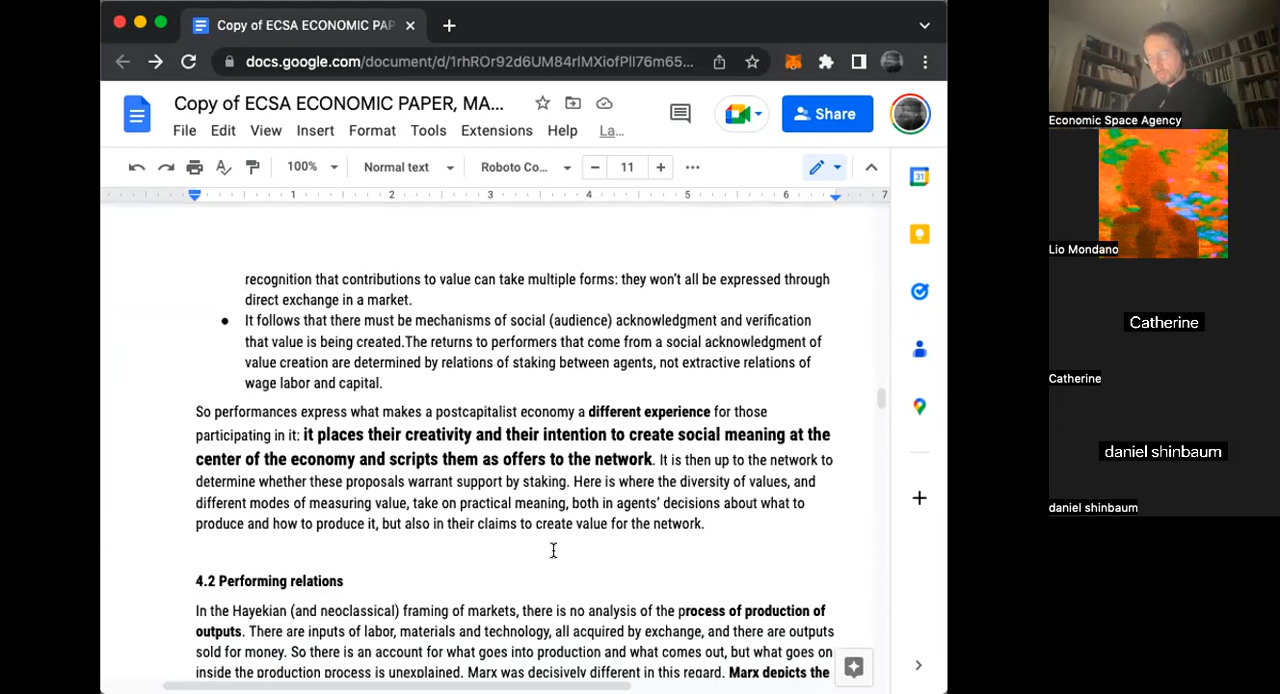 Copy of ECSA ECONOMIC PAP
docs.google.com/document/d/1rhROr92d6UM84rlMXiofPll76m65...
Copy of ECSA ECONOMIC PAPER, MA...
File Edit View Insert Format Tools Extensions Help La...
Share
100% Normal text Roboto Co... 11
1 2 3 4 5 6 7
31
recognition that contributions to value can take multiple forms: they won't all be expressed through
direct exchange in a market.
● It follows that there must be mechanisms of social (audience) acknowledgment and verification
that value is being created.The returns to performers that come from a social acknowledgment of
value creation are determined by relations of staking between agents, not extractive relations of
wage labor and capital.
So performances express what makes a postcapitalist economy a different experience for those
participating in it: it places their creativity and their intention to create social meaning at the
center of the economy and scripts them as offers to the network. It is then up to the network to
determine whether these proposals warrant support by staking. Here is where the diversity of values, and
different modes of measuring value, take on practical meaning, both in agents' decisions about what to
produce and how to produce it, but also in their claims to create value for the network.
4.2 Performing relations
In the Hayekian (and neoclassical) framing of markets, there is no analysis of the process of production of
outputs. There are inputs of labor, materials and technology, all acquired by exchange, and there are outputs
sold for money. So there is an account for what goes into production and what comes out, but what goes on
inside the production process is unexplained. Marx was decisively different in this regard. Marx depicts the
Economic Space Agency
Lio Mondano
Catherine
Catherine
daniel shinbaum
daniel shinbaum